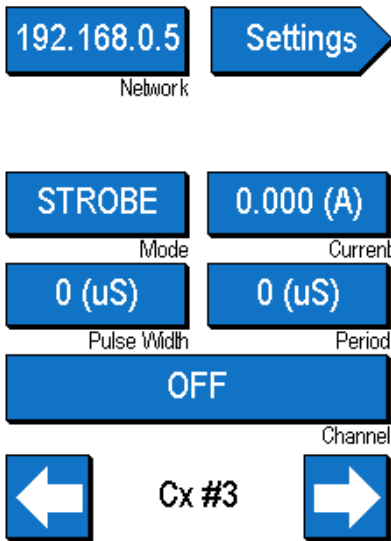 192.168.0.5 Settings
Network
STROBE 0.000 (A)
Mode Current
0 (uS) 0 (uS)
Pulse Width Period
OFF
Channel
Cx #3